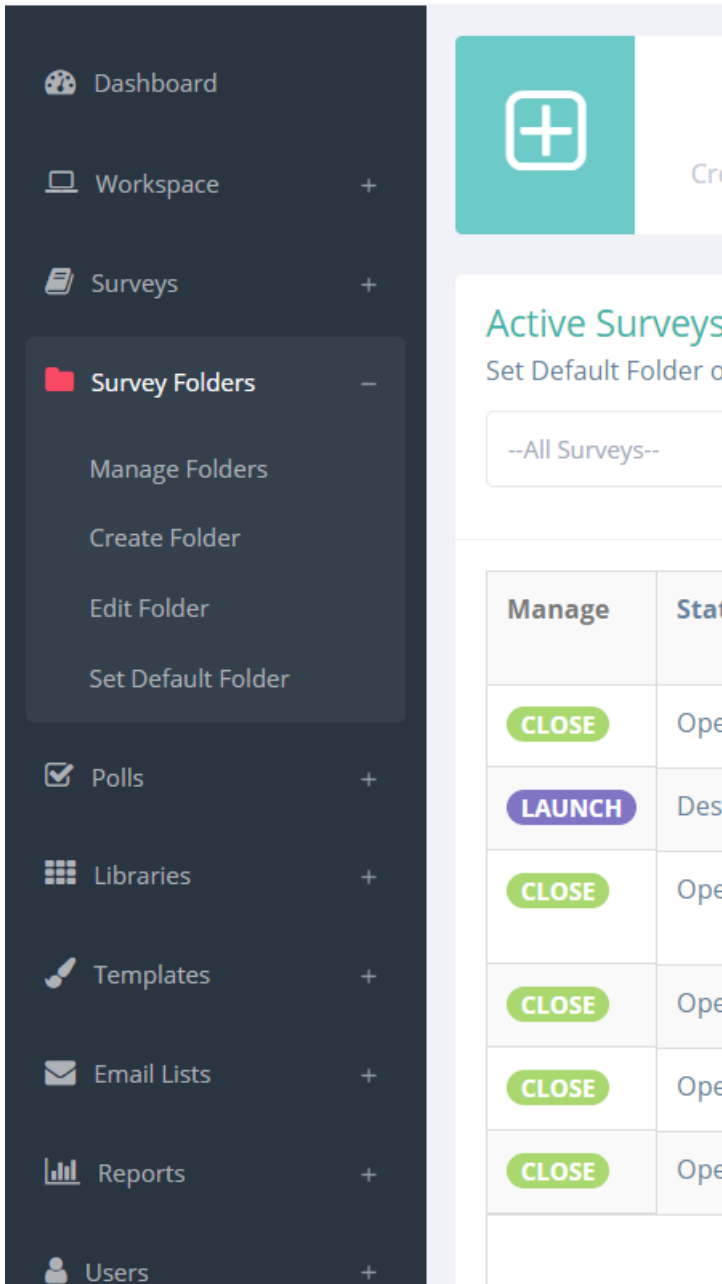 Dashboard
Workspace +
Surveys +
Survey Folders −
Manage Folders
Create Folder
Edit Folder
Set Default Folder
Polls +
Libraries +
Templates +
Email Lists +
Reports +
Users +
Active Surveys
Set Default Folder
--All Surveys--
Manage
CLOSE
LAUNCH
CLOSE
CLOSE
CLOSE
CLOSE